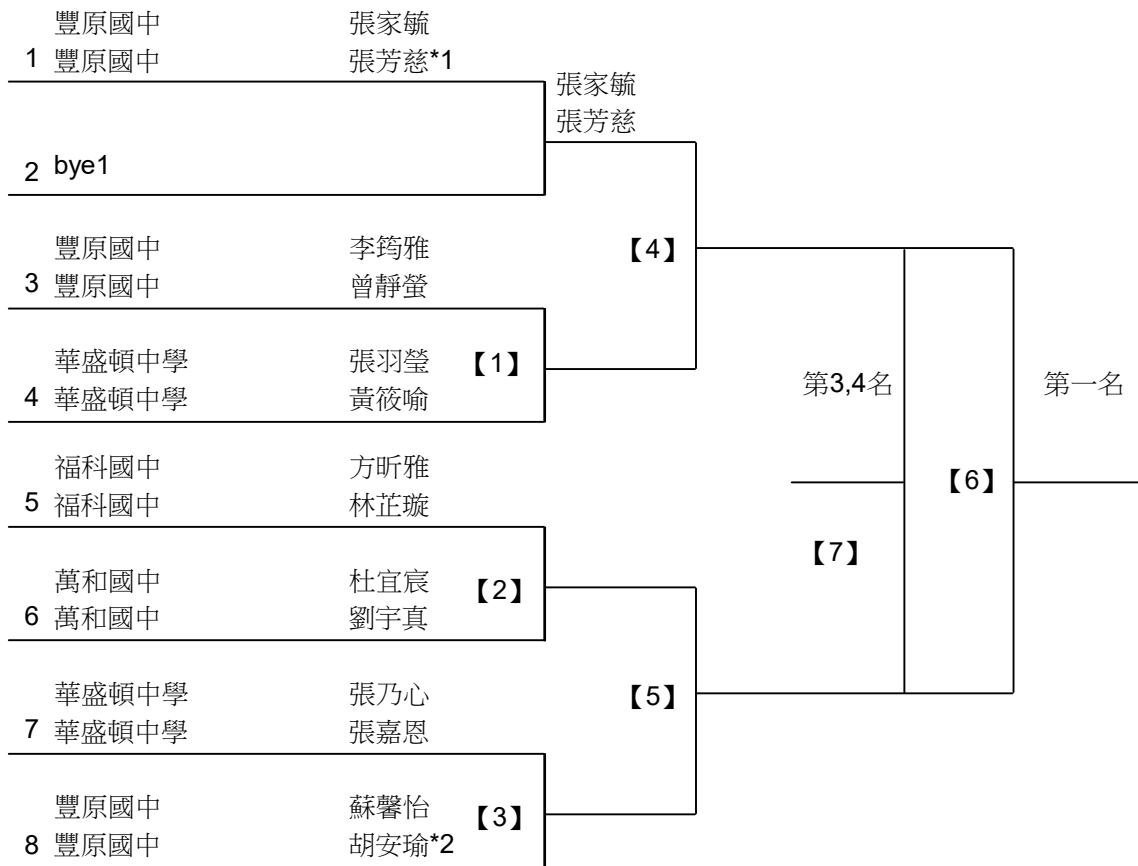 豐原國中 張家毓
1 豐原國中 張芳慈*1
張家毓
張芳慈
2 bye1
豐原國中 李筠雅 【4】
3 豐原國中 曾靜螢
華盛頓中學 張羽瑩 【1】
4 華盛頓中學 黃筱喻
第3,4名 第一名
福科國中 方昕雅
5 福科國中 林芷璇
【6】
【7】
萬和國中 杜宜宸 【2】
6 萬和國中 劉宇真
華盛頓中學 張乃心 【5】
7 華盛頓中學 張嘉恩
豐原國中 蘇馨怡 【3】
8 豐原國中 胡安瑜*2